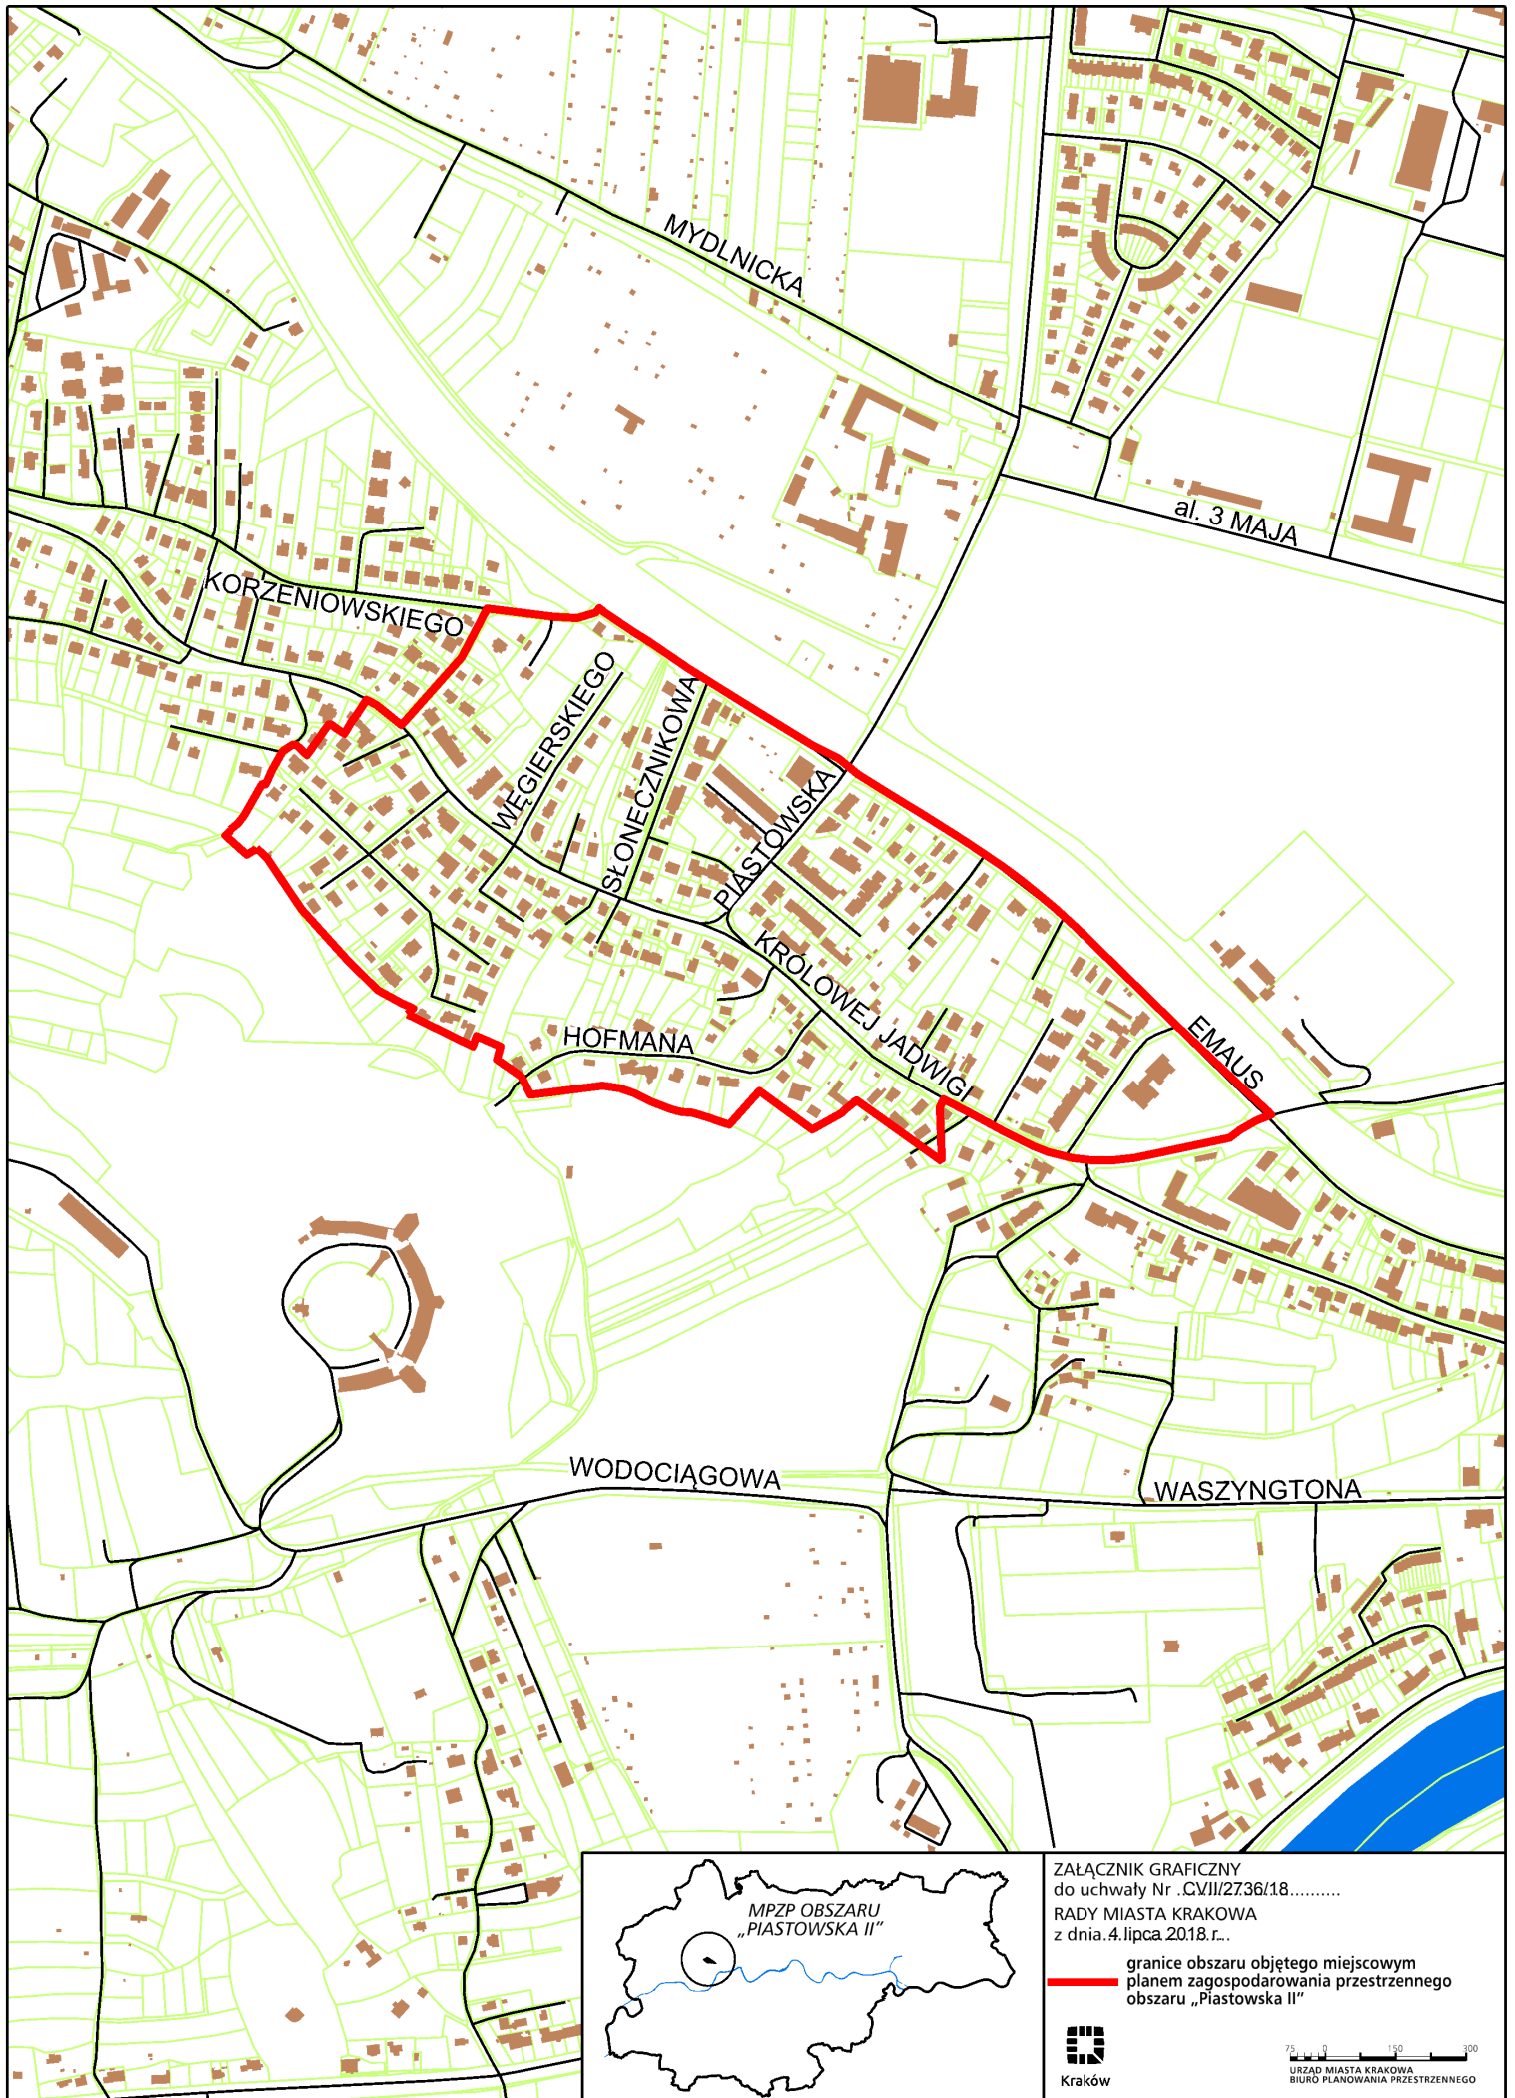 MYDLNICKA
al. 3 MAJA
KORZENIOWSKIEGO
WĘGIERSKIEGO
SŁONECZNIKOWA
PIASTOWSKA
KRÓLOWEJ JADWIGI
HOFMANA
EMAUS
WODOCIĄGOWA
WASZYNGTONA
MPZP OBSZARU
„PIASTOWSKA II”
ZAŁĄCZNIK GRAFICZNY
do uchwały Nr .CVII/2736/18..........
RADY MIASTA KRAKOWA
z dnia.4 lipca 2018 r...
granice obszaru objętego miejscowym
planem zagospodarowania przestrzennego
obszaru „Piastowska II”
Kraków
75 0 150 300
URZĄD MIASTA KRAKOWA
BIURO PLANOWANIA PRZESTRZENNEGO